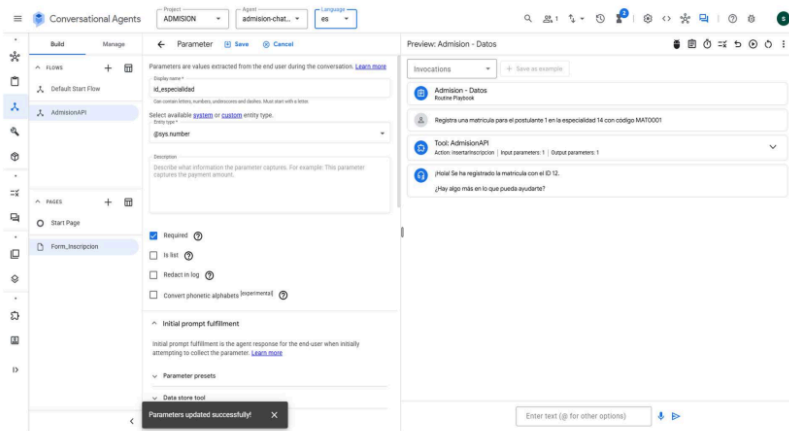 Conversational Agents
Project
ADMISION
Agent
admision-chat...
Language
es
1
2
S
Build
Manage
FLOWS
Default Start Flow
AdmisionAPI
PAGES
Start Page
Form_Inscripcion
Parameter
Save
Cancel
Parameters are values extracted from the end user during the conversation. Learn more
Display name *
id_especialidad
Can contain letters, numbers, underscores and dashes. Must start with a letter.
Select available system or custom entity type.
Entity type *
@sys.number
Description
Describe what information the parameter captures. For example: This parameter
captures the payment amount.
Required
Is list
Redact in log
Convert phonetic alphabets [experimental]
Initial prompt fulfillment
Initial prompt fulfillment is the agent response for the end-user when initially
attempting to collect the parameter. Learn more
Parameter presets
Data store tool
Parameters updated successfully!
Preview: Admision - Datos
Invocations
+ Save as example
Admision - Datos
Routine Playbook
Registra una matricula para el postulante 1 en la especialidad 14 con codigo MAT0001
Tool: AdmisionAPI
Action: insertarInscripcion | Input parameters: 1 | Output parameters: 1
¡Hola! Se ha registrado la matrícula con el ID 12.
¿Hay algo más en lo que pueda ayudarte?
Enter text (@ for other options)